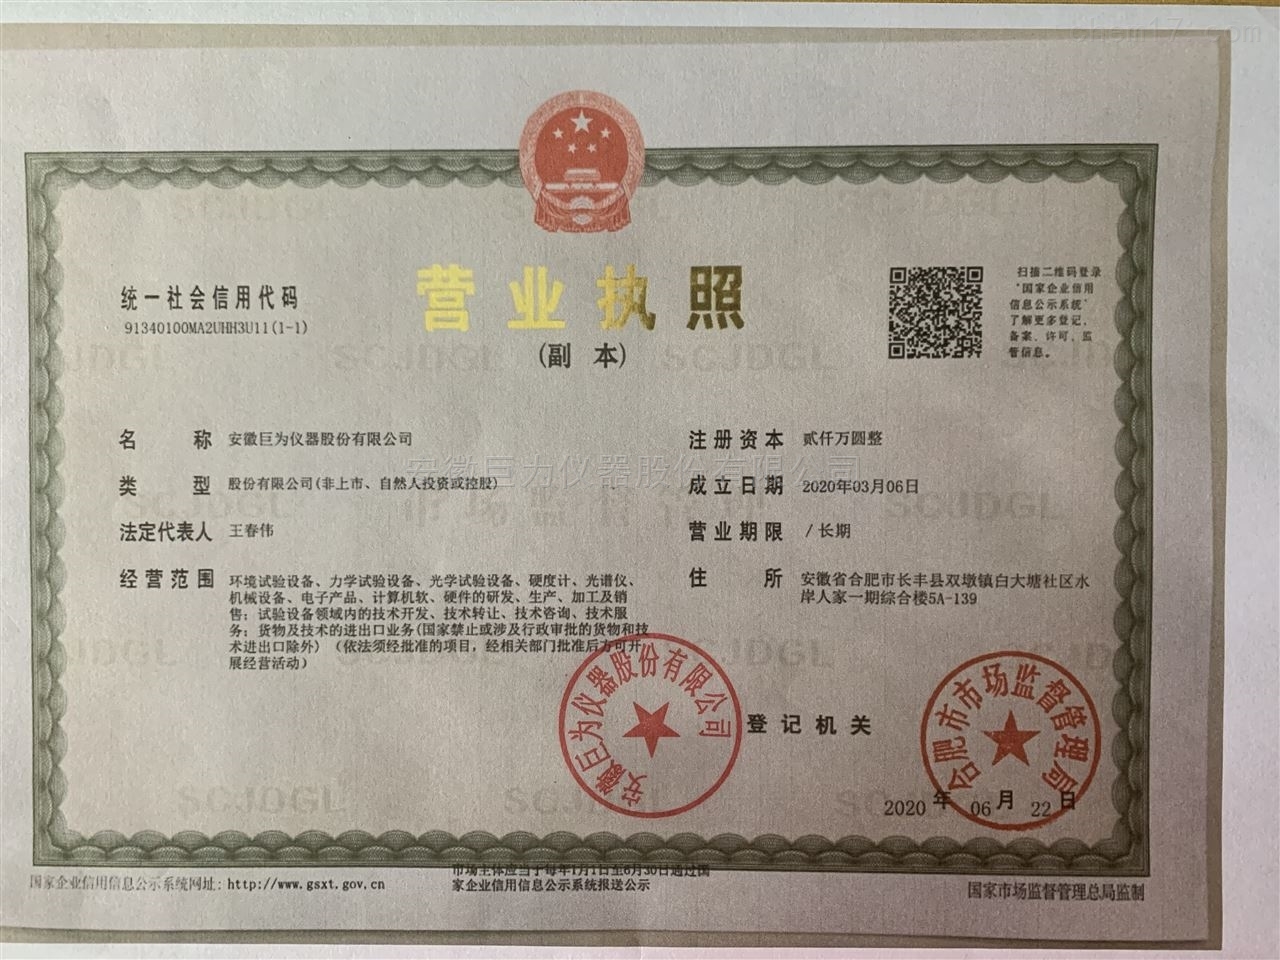 营业执照
(副 本)
统一社会信用代码
91340100MA2UHH3U11(1-1)
扫描二维码登录
“国家企业信用
信息公示系统”
了解更多登记、
备案、许可、监
管信息。
名 称 安徽巨为仪器股份有限公司
类 型 股份有限公司(非上市、自然人投资或控股)
法定代表人 王春伟
经营范围 环境试验设备、力学试验设备、光学试验设备、硬度计、光谱仪、
机械设备、电子产品、计算机软、硬件的研发、生产、加工及销
售；试验设备领域内的技术开发、技术转让、技术咨询、技术服
务；货物及技术的进出口业务(国家禁止或涉及行政审批的货物和技
术进出口除外)（依法须经批准的项目，经相关部门批准后方可开
展经营活动）
注册资本 贰仟万圆整
成立日期 2020年03月06日
营业期限 / 长期
住 所 安徽省合肥市长丰县双墩镇白大塘社区水
岸人家一期综合楼5A-139
安徽巨力仪器股份有限公司
安徽巨为仪器股份有限公司
登记机关
合肥市市场监督管理局
2020 年 06 月 22 日
国家企业信用信息公示系统网址: http://www.gsxt.gov.cn
市场主体应当于每年1月1日至6月30日通过国
家企业信用信息公示系统报送公示
国家市场监督管理总局监制